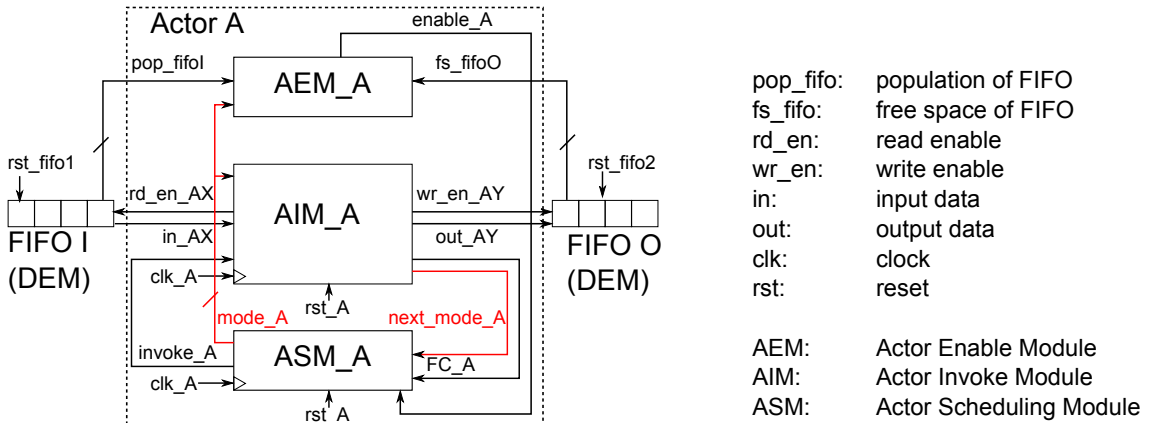 Actor A
enable_A
pop_fifoI
fs_fifoO
AEM_A
rst_fifo1
rst_fifo2
rd_en_AX
wr_en_AY
AIM_A
in_AX
out_AY
FIFO I
(DEM)
FIFO O
(DEM)
clk_A
rst_A
mode_A
next_mode_A
invoke_A
ASM_A
FC_A
clk_A
rst_A
pop_fifo: population of FIFO
fs_fifo: free space of FIFO
rd_en: read enable
wr_en: write enable
in: input data
out: output data
clk: clock
rst: reset
AEM: Actor Enable Module
AIM: Actor Invoke Module
ASM: Actor Scheduling Module